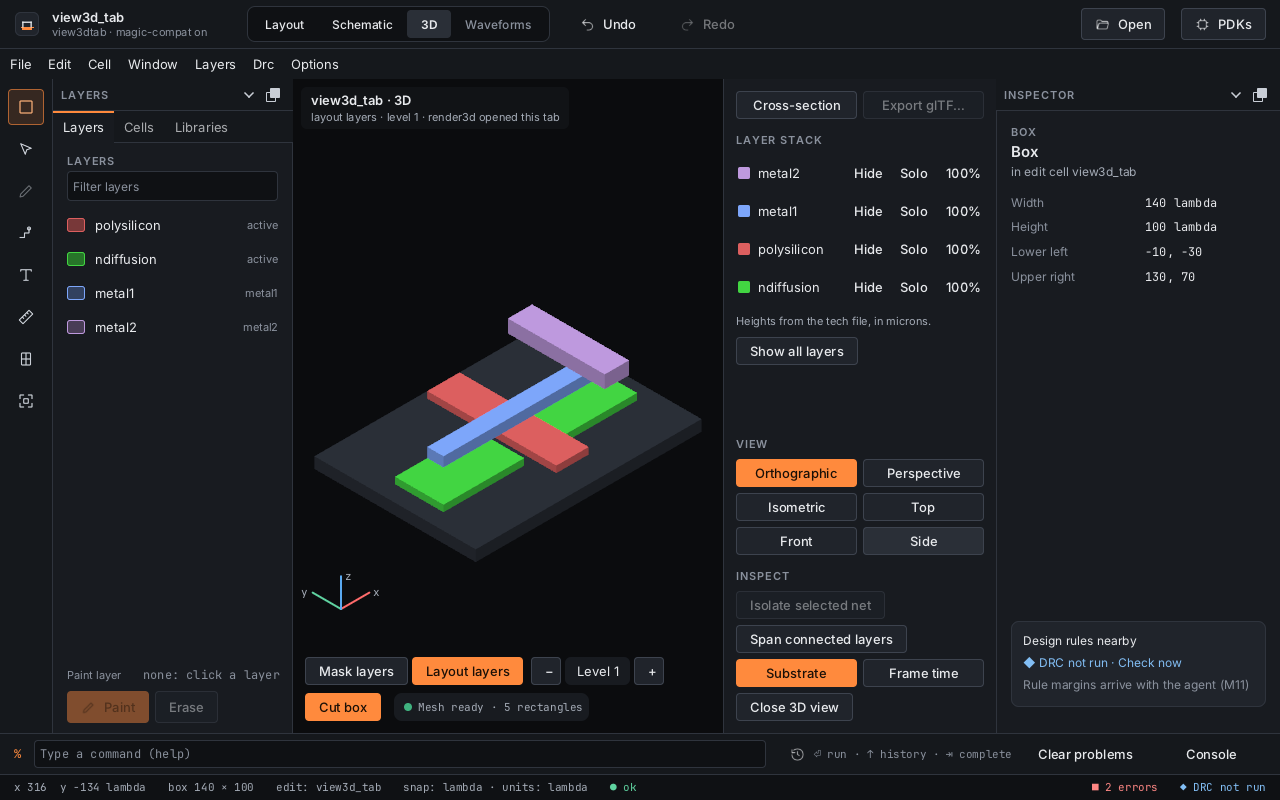 view3d_tab
view3dtab · magic-compat on
Layout
Schematic
3D
Waveforms
Undo
Redo
Open
PDKs
File
Edit
Cell
Window
Layers
Drc
Options
LAYERS
Layers
Cells
Libraries
LAYERS
Filter layers
polysilicon
active
ndiffusion
active
metal1
metal1
metal2
metal2
Paint layer
none: click a layer
Paint
Erase
view3d_tab · 3D
layout layers · level 1 · render3d opened this tab
z
y
x
Mask layers
Layout layers
−
Level 1
+
Cut box
Mesh ready · 5 rectangles
Cross-section
Export glTF...
LAYER STACK
metal2 Hide Solo 100%
metal1 Hide Solo 100%
polysilicon Hide Solo 100%
ndiffusion Hide Solo 100%
Heights from the tech file, in microns.
Show all layers
VIEW
Orthographic
Perspective
Isometric
Top
Front
Side
INSPECT
Isolate selected net
Span connected layers
Substrate
Frame time
Close 3D view
INSPECTOR
BOX
Box
in edit cell view3d_tab
Width 140 lambda
Height 100 lambda
Lower left -10, -30
Upper right 130, 70
Design rules nearby
DRC not run · Check now
Rule margins arrive with the agent (M11)
%
Type a command (help)
⏎ run · ↑ history · ⇥ complete
Clear problems
Console
x 316 y -134 lambda
box 140 × 100
edit: view3d_tab
snap: lambda · units: lambda
ok
2 errors
DRC not run